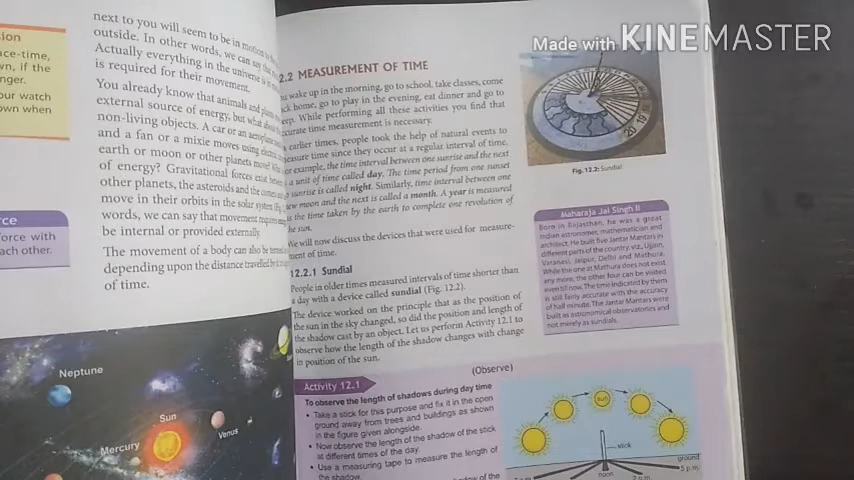 Made with KINEMASTER
sion
ace-time,
wn, if the
nger.
our watch
own when
rce
force with
ach other.
next to you will seem to be in motion
outside. In other words, we can say
Actually everything in the universe is in
is required for their movement.
You already know that animals and
external source of energy, but what about
non-living objects. A car or an aeroplane
and a fan or a mixie moves using
earth or moon or other planets move?
of energy? Gravitational forces exist
other planets, the asteroids and the comets
move in their orbits in the solar system
words, we can say that movement requires
be internal or provided externally.
The movement of a body can also be
depending upon the distance travelled
of time.
Neptune
Sun
Mercury
Venus
2.2 MEASUREMENT OF TIME
wake up in the morning, go to school, take classes, come
ck home, go to play in the evening, eat dinner and go to
eep. While performing all these activities you find that
ccurate time measurement is necessary.
earlier times, people took the help of natural events to
easure time since they occur at a regular interval of time.
or example, the time interval between one sunrise and the next
a unit of time called day. The time period from one sunset
sunrise is called night. Similarly, time interval between one
new moon and the next is called a month. A year is measured
is the time taken by the earth to complete one revolution of
he sun.
We will now discuss the devices that were used for measure-
ment of time.
12.2.1 Sundial
People in older times measured intervals of time shorter than
a day with a device called sundial (Fig. 12.2).
The device worked on the principle that as the position of
the sun in the sky changed, so did the position and length of
the shadow cast by an object. Let us perform Activity 12.1 to
observe how the length of the shadow changes with change
in position of the sun.
Fig. 12.2: Sundial
Maharaja Jai Singh II
Born in Rajasthan, he was a great
Indian astronomer, mathematician and
architect. He built five Jantar Mantars in
different parts of the country, viz., Ujjain,
Varanasi, Jaipur, Delhi and Mathura.
While the one at Mathura does not exist
any more, the other four can be visited
even till now. The time indicated by them
is still fairly accurate with the accuracy
of half minute. The Jantar Mantars were
built as astronomical observatories and
not merely as sundials.
(Observe)
Activity 12.1
To observe the length of shadows during day time
• Take a stick for this purpose and fix it in the open
ground away from trees and buildings as shown
in the figure given alongside.
• Now observe the length of the shadow of the stick
at different times of the day.
• Use a measuring tape to measure the length of
the shadow.
sun
stick
ground
noon
2 p.m.
5 p.m.